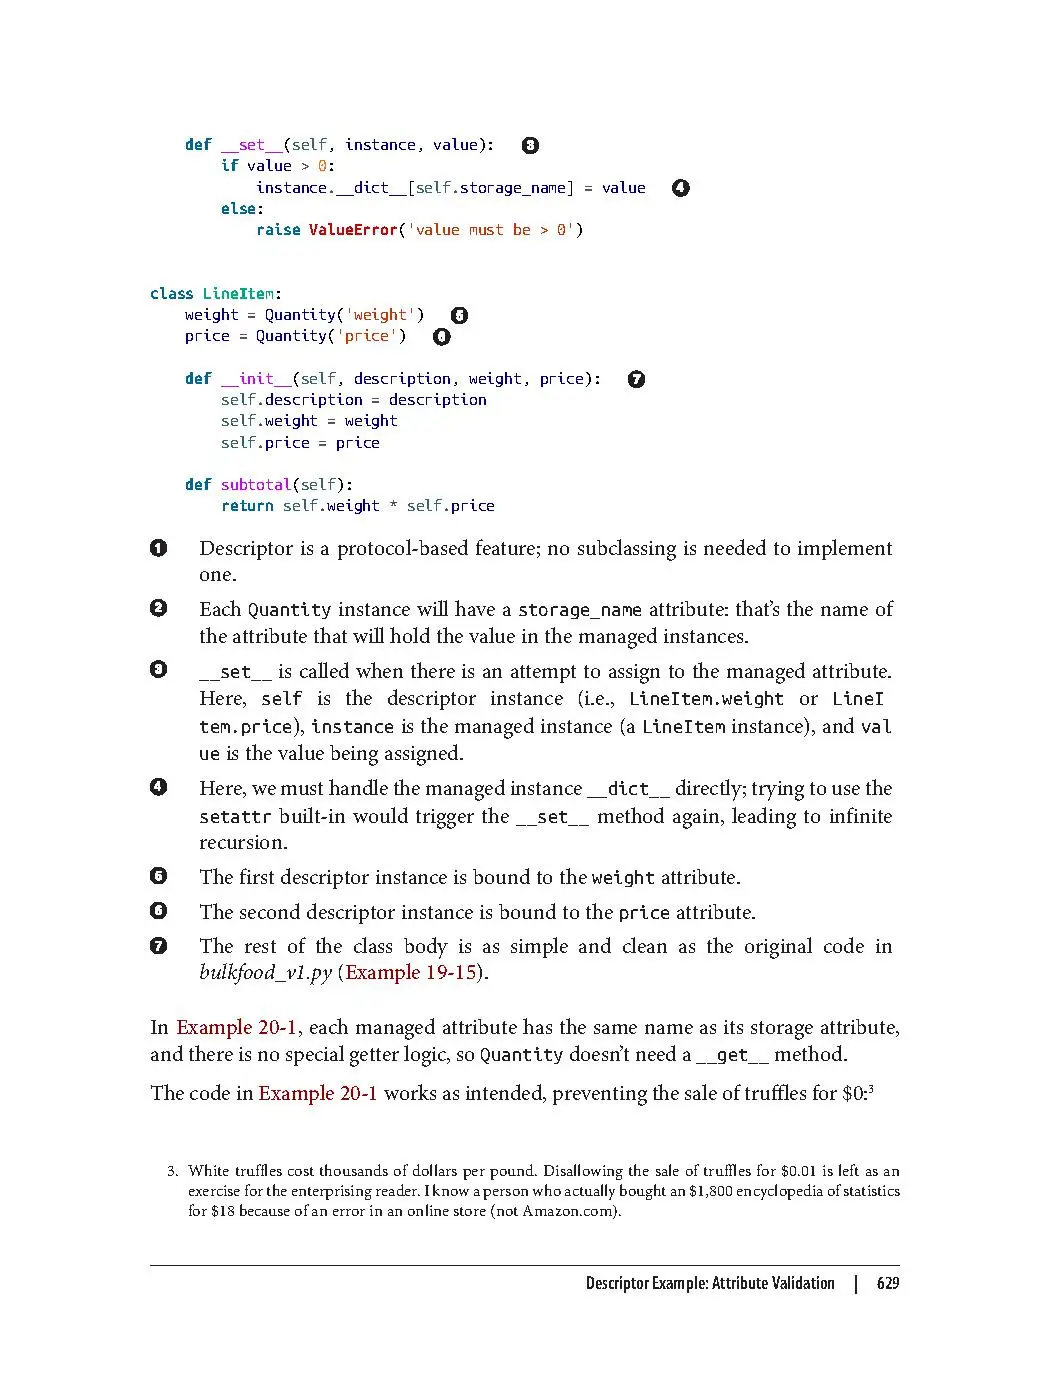 def __set__(self, instance, value): ❸
if value > 0:
instance.__dict__[self.storage_name] = value ❹
else:
raise ValueError('value must be > 0')
class LineItem:
weight = Quantity('weight') ❺
price = Quantity('price') ❻
def __init__(self, description, weight, price): ❼
self.description = description
self.weight = weight
self.price = price
def subtotal(self):
return self.weight * self.price
❶ Descriptor is a protocol-based feature; no subclassing is needed to implement
one.
❷ Each Quantity instance will have a storage_name attribute: that’s the name of
the attribute that will hold the value in the managed instances.
❸ __set__ is called when there is an attempt to assign to the managed attribute.
Here, self is the descriptor instance (i.e., LineItem.weight or LineI
tem.price), instance is the managed instance (a LineItem instance), and val
ue is the value being assigned.
❹ Here, we must handle the managed instance __dict__ directly; trying to use the
setattr built-in would trigger the __set__ method again, leading to infinite
recursion.
❺ The first descriptor instance is bound to the weight attribute.
❻ The second descriptor instance is bound to the price attribute.
❼ The rest of the class body is as simple and clean as the original code in
bulkfood_v1.py (Example 19-15).
In Example 20-1, each managed attribute has the same name as its storage attribute,
and there is no special getter logic, so Quantity doesn’t need a __get__ method.
The code in Example 20-1 works as intended, preventing the sale of truffles for $0:³
3. White truffles cost thousands of dollars per pound. Disallowing the sale of truffles for $0.01 is left as an
exercise for the enterprising reader. I know a person who actually bought an $1,800 encyclopedia of statistics
for $18 because of an error in an online store (not Amazon.com).
Descriptor Example: Attribute Validation | 629